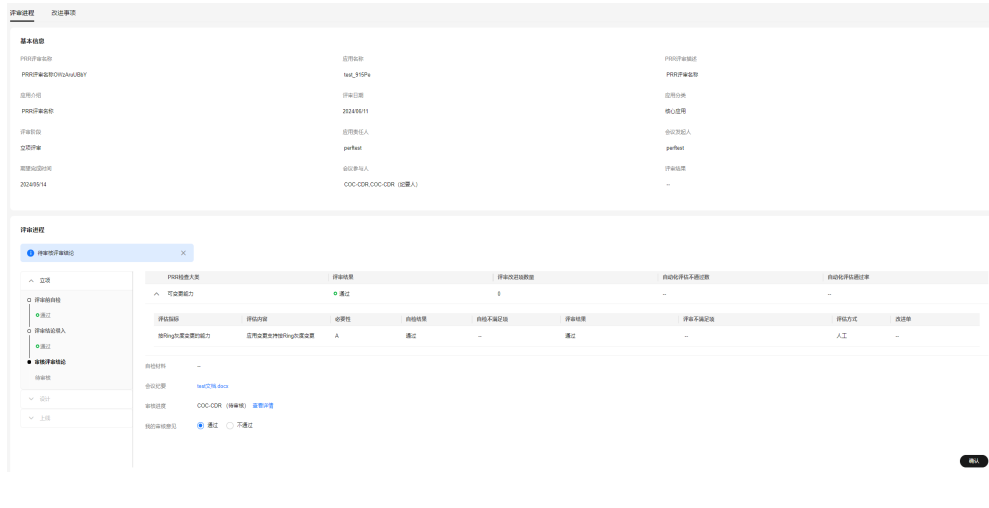 评审进程 改进事项
基本信息
PRR评审名称 应用名称 PRR评审描述
PRR评审名称OWzAruUBbY test_915Pa PRR评审名称
应用介绍 评审日期 应用分类
PRR评审名称 2024/06/11 核心应用
评审阶段 应用责任人 会议发起人
立项评审 perftest perftest
期望完成时间 会议参与人 评审结果
2024/05/14 COC-CDR,COC-CDR（纪要人） --
评审进程
待审核评审结论
立项 PRR检查大类 评审结果 评审改进项数量 自动化评估不通过数 自动化评估通过率
可变更能力 通过 0 -- --
评审前自检
通过
评审结论录入
通过
审核评审结论
待审核
设计
上线
评估指标 评估内容 必要性 自检结果 自检不满足项 评审结果 评审不满足项 评估方式 改进单
按Ring灰度变更的能力 应用变更支持按Ring灰度变更 A 通过 -- 通过 -- 人工 --
自检材料 --
会议纪要 test文档.docx
审核进度 COC-CDR （待审核） 查看详情
我的审核意见 通过 不通过
确认